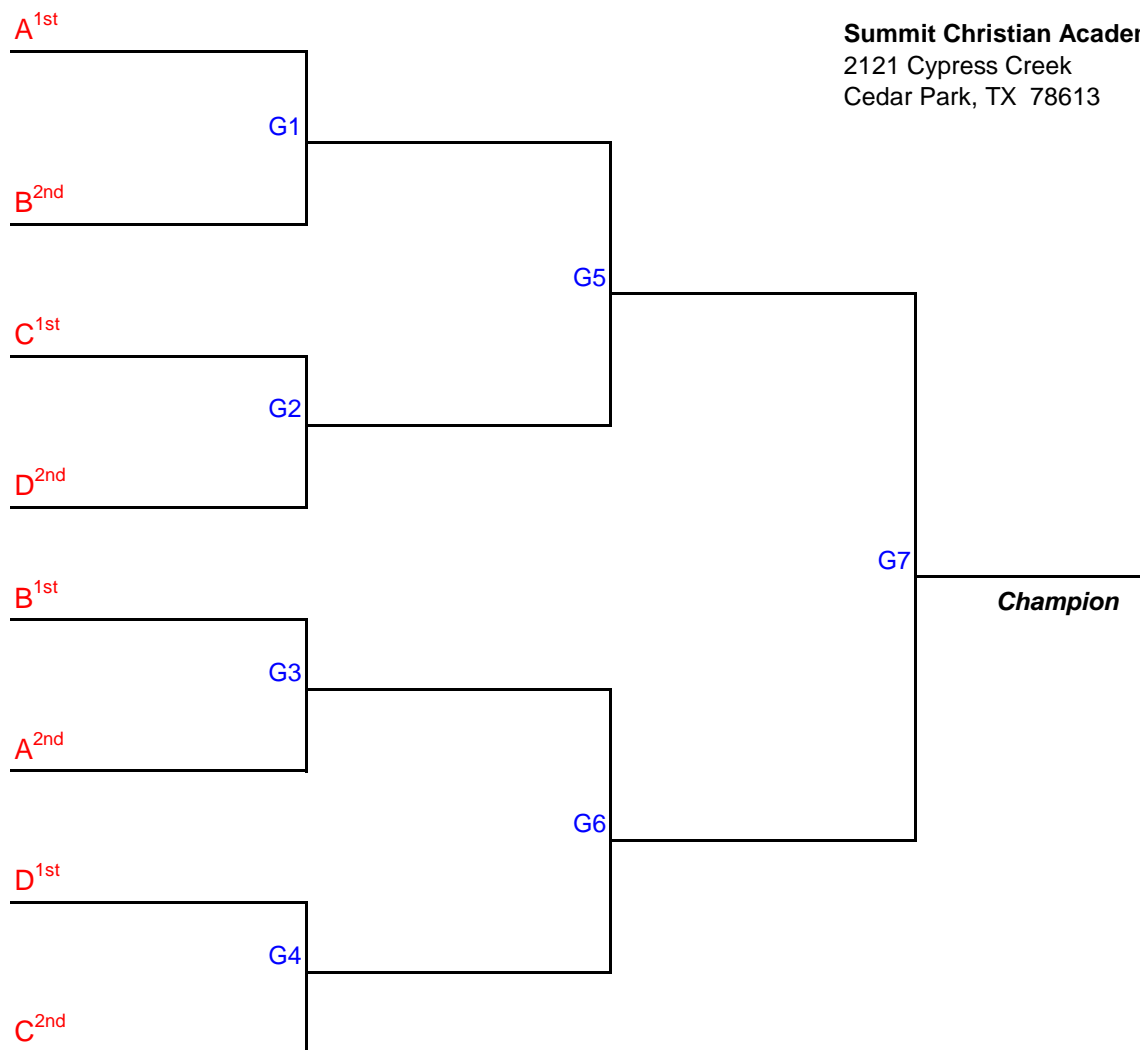 A1st
Summit Christian
2121 Cypress Creek
Cedar Park, TX 78613
G1
B2nd
G5
C1st
G2
D2nd
G7
B1st
Champion
G3
A2nd
G6
D1st
G4
C2nd